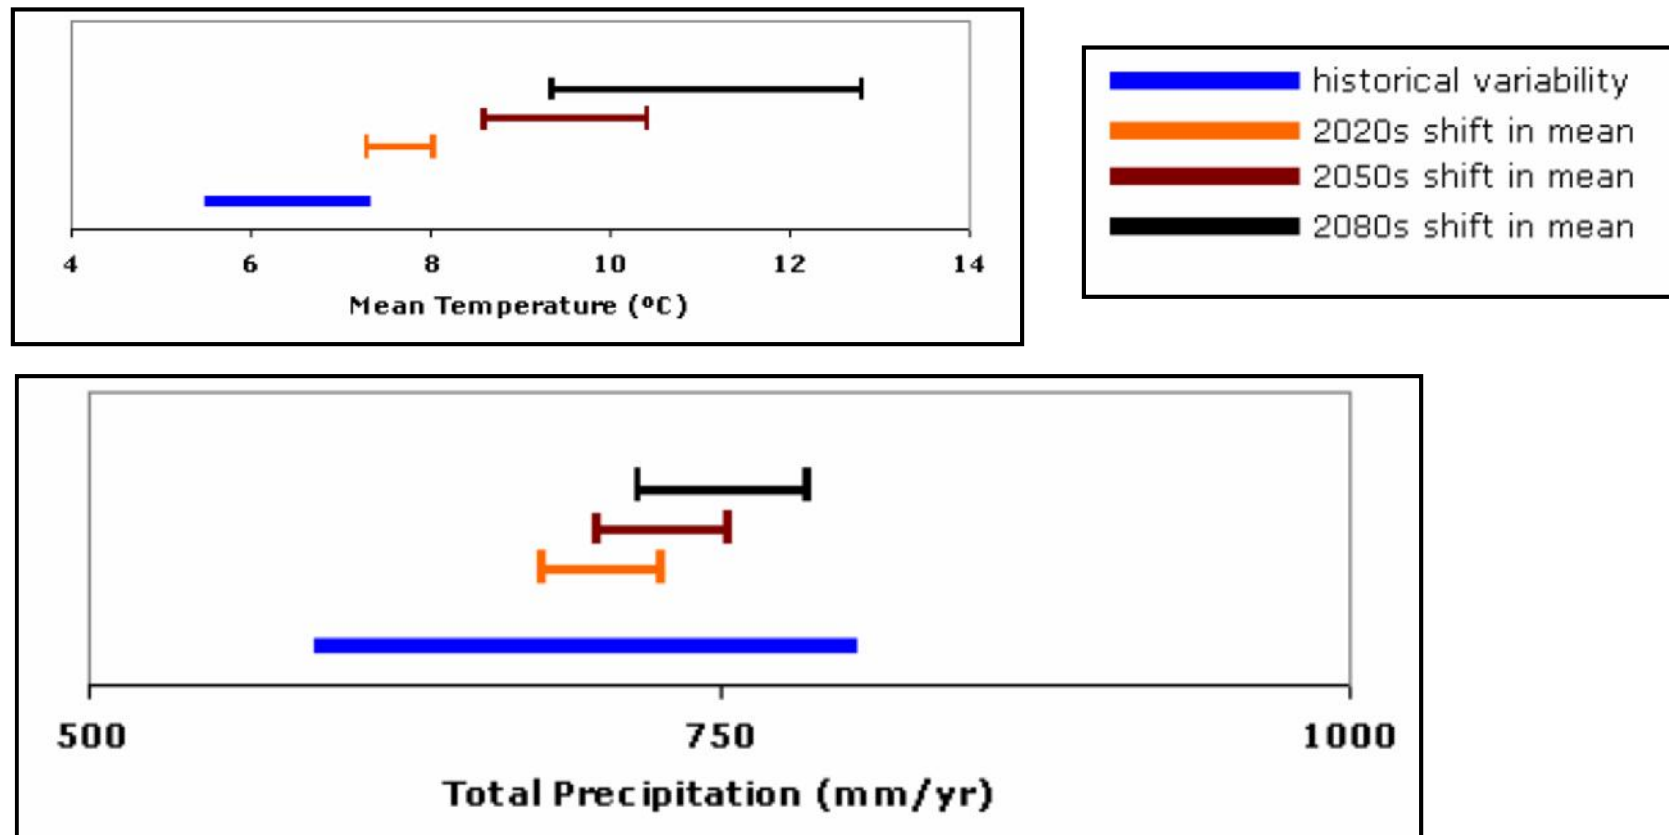 4 6 8 10 12 14
Mean Temperature (ºC)
historical variability
2020s shift in mean
2050s shift in mean
2080s shift in mean
500 750 1000
Total Precipitation (mm/yr)